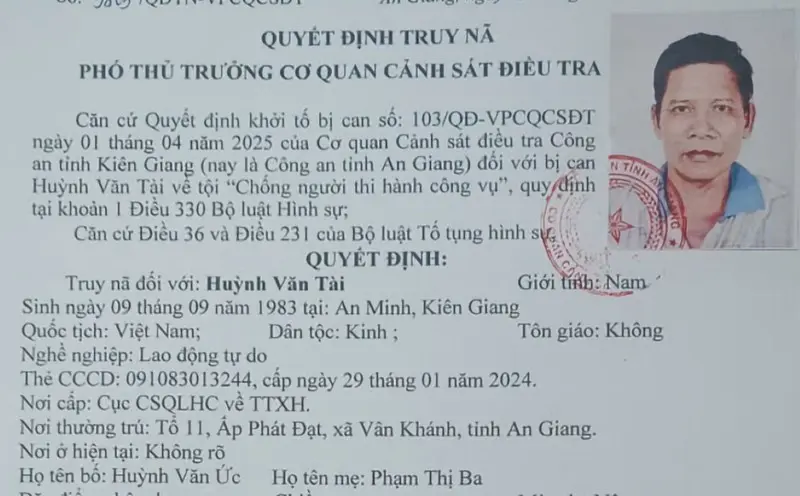 QUYẾT ĐỊNH TRUY NÃ
PHÓ THỦ TRƯỞNG CƠ QUAN CẢNH SÁT ĐIỀU TRA
Căn cứ Quyết định khởi tố bị can số: 103/QĐ-VPCQCSĐT
ngày 01 tháng 04 năm 2025 của Cơ quan Cảnh sát điều tra Công
an tỉnh Kiên Giang (nay là Công an tỉnh An Giang) đối với bị can
Huỳnh Văn Tài về tội “Chống người thi hành công vụ”, quy định
tại khoản 1 Điều 330 Bộ luật Hình sự;
Căn cứ Điều 36 và Điều 231 của Bộ luật Tố tụng hình sự.
QUYẾT ĐỊNH:
Truy nã đối với: Huỳnh Văn Tài Giới tính: Nam
Sinh ngày 09 tháng 09 năm 1983 tại: An Minh, Kiên Giang
Quốc tịch: Việt Nam; Dân tộc: Kinh ; Tôn giáo: Không
Nghề nghiệp: Lao động tự do
Thẻ CCCD: 091083013244, cấp ngày 29 tháng 01 năm 2024.
Nơi cấp: Cục CSQLHC về TTXH.
Nơi thường trú: Tổ 11, Ấp Phát Đạt, xã Vân Khánh, tỉnh An Giang.
Nơi ở hiện tại: Không rõ
Họ tên bố: Huỳnh Văn Ức Họ tên mẹ: Phạm Thị Ba